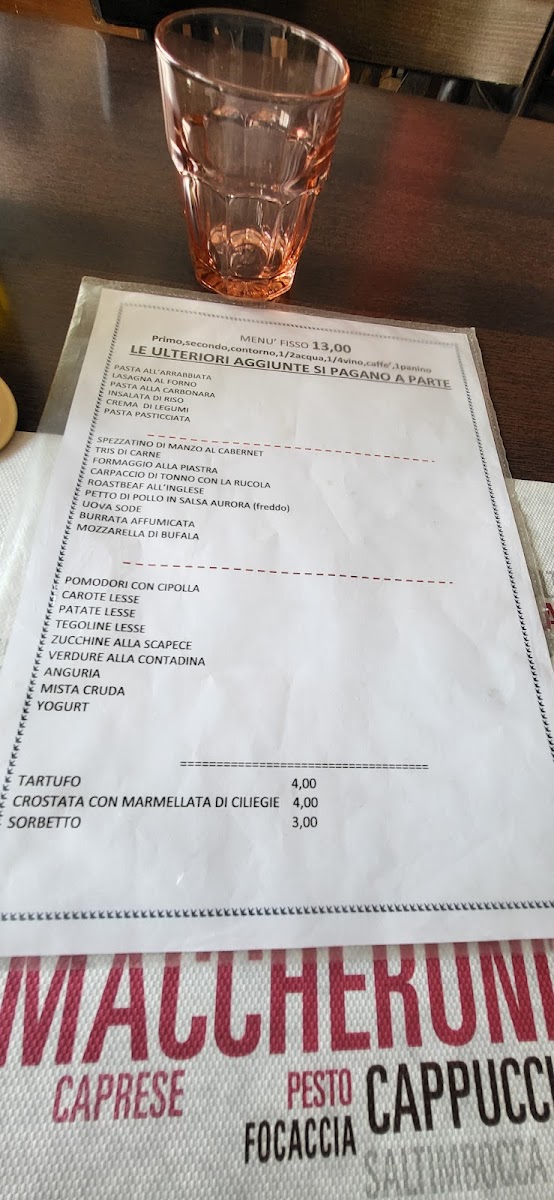 MENU' FISSO 13,00
Primo,secondo,contorno,1/2acqua,1/4vino,caffe',1panino
LE ULTERIORI AGGIUNTE SI PAGANO A PARTE
PASTA ALL'ARRABBIATA
LASAGNA AL FORNO
PASTA ALLA CARBONARA
INSALATA DI RISO
CREMA DI LEGUMI
PASTA PASTICCIATA
SPEZZATINO DI MANZO AL CABERNET
TRIS DI CARNE
FORMAGGIO ALLA PIASTRA
CARPACCIO DI TONNO CON LA RUCOLA
ROASTBEAF ALL'INGLESE
PETTO DI POLLO IN SALSA AURORA (freddo)
UOVA SODE
BURRATA AFFUMICATA
MOZZARELLA DI BUFALA
POMODORI CON CIPOLLA
CAROTE LESSE
PATATE LESSE
TEGOLINE LESSE
ZUCCHINE ALLA SCAPECE
VERDURE ALLA CONTADINA
ANGURIA
MISTA CRUDA
YOGURT
TARTUFO 4,00
CROSTATA CON MARMELLATA DI CILIEGIE 4,00
SORBETTO 3,00
MACCHERONI
CAPRESE
PESTO
CAPPUCC
FOCACCIA
SALTIMBOCCA